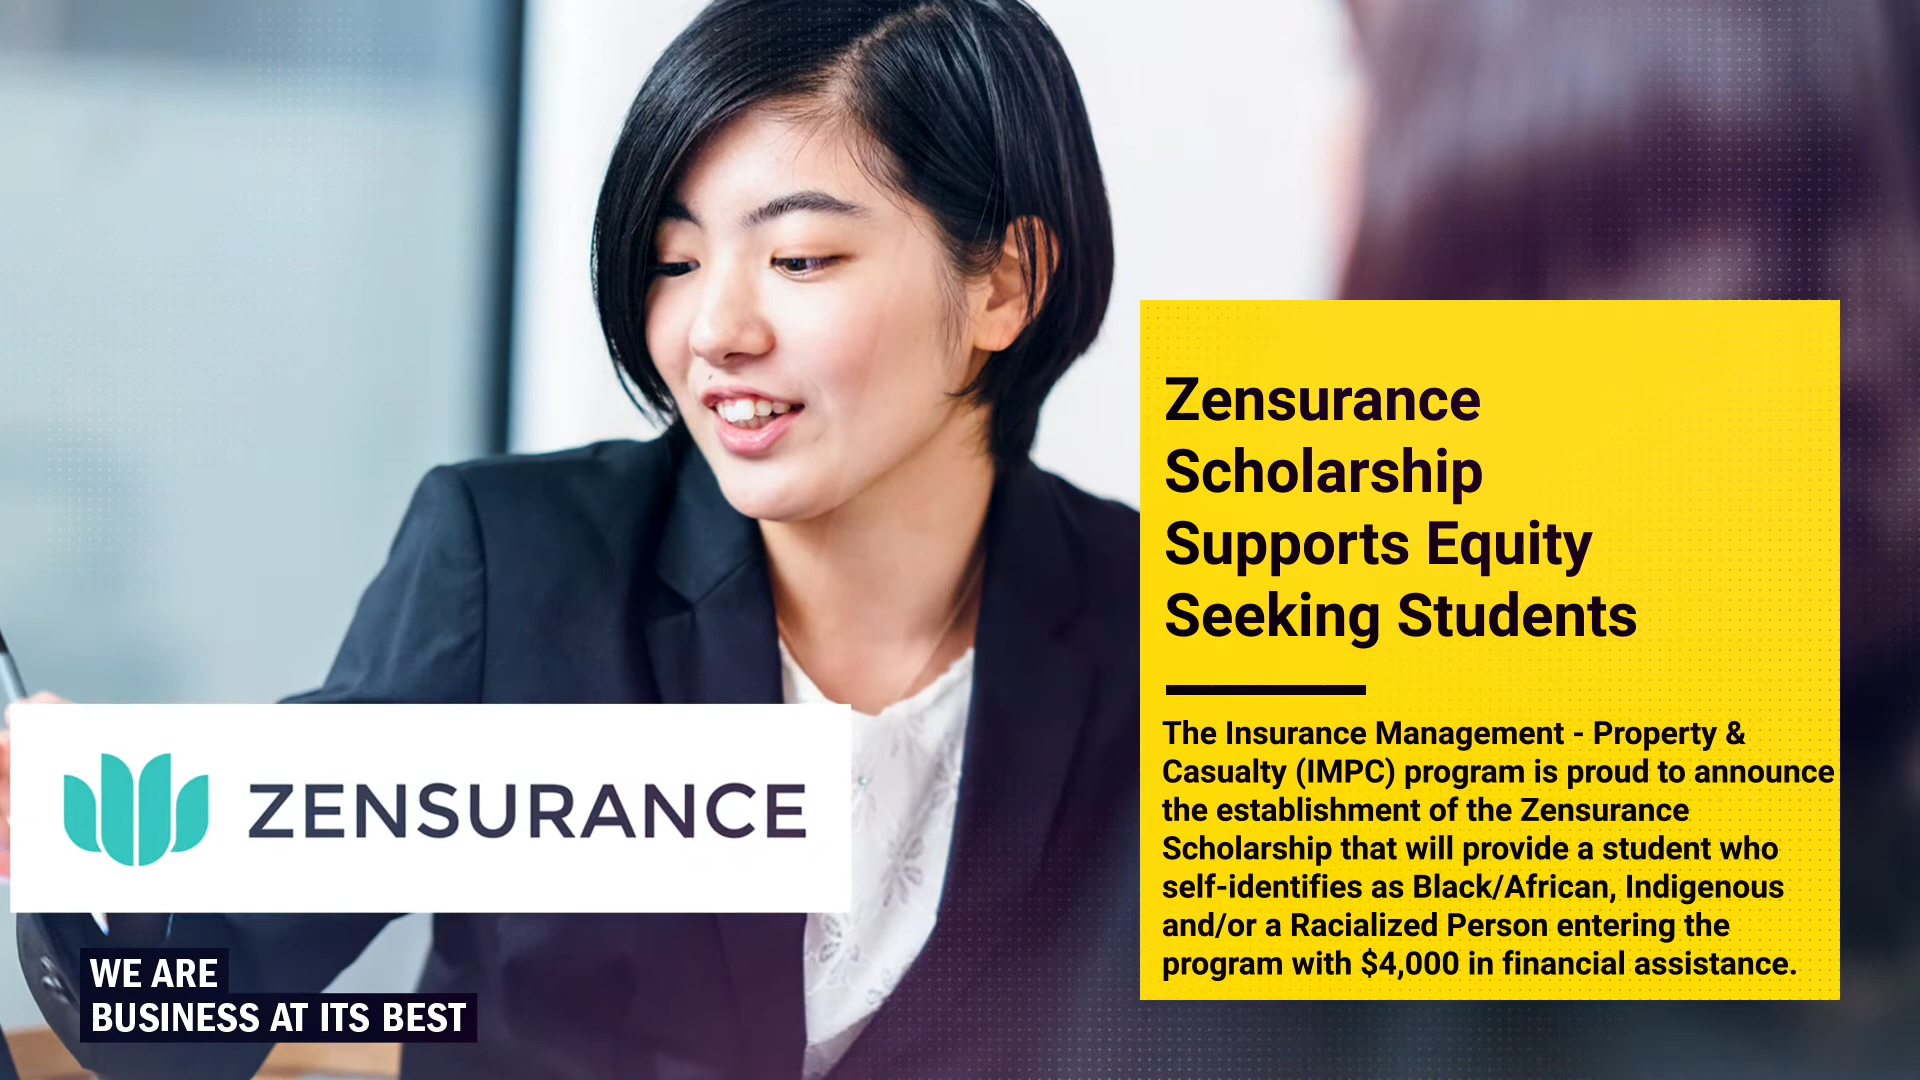 Zensurance
Scholarship
Supports Equity
Seeking Students
The Insurance Management - Property &
Casualty (IMPC) program is proud to announce
the establishment of the Zensurance
Scholarship that will provide a student who
self-identifies as Black/African, Indigenous
and/or a Racialized Person entering the
program with $4,000 in financial assistance.
ZENSURANCE
WE ARE
BUSINESS AT ITS BEST